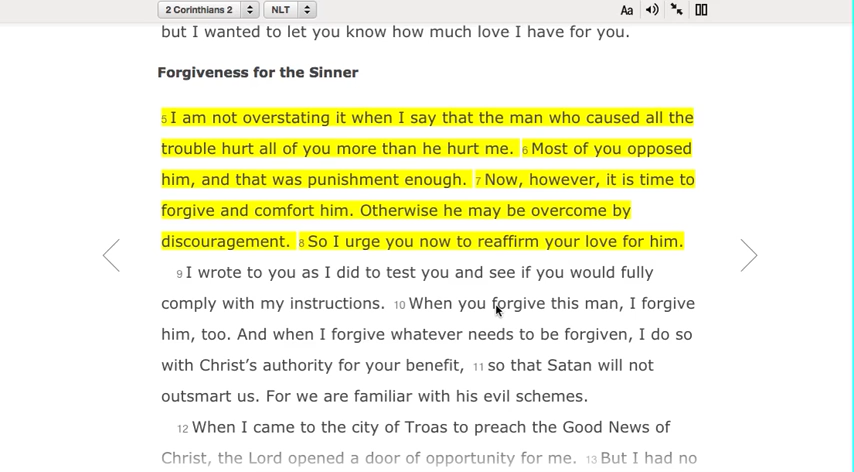 2 Corinthians 2 NLT Aa
but I wanted to let you know how much love I have for you.
Forgiveness for the Sinner
5 I am not overstating it when I say that the man who caused all the
trouble hurt all of you more than he hurt me. 6 Most of you opposed
him, and that was punishment enough. 7 Now, however, it is time to
forgive and comfort him. Otherwise he may be overcome by
discouragement. 8 So I urge you now to reaffirm your love for him.
9 I wrote to you as I did to test you and see if you would fully
comply with my instructions. 10 When you forgive this man, I forgive
him, too. And when I forgive whatever needs to be forgiven, I do so
with Christ’s authority for your benefit, 11 so that Satan will not
outsmart us. For we are familiar with his evil schemes.
12 When I came to the city of Troas to preach the Good News of
Christ, the Lord opened a door of opportunity for me. 13 But I had no